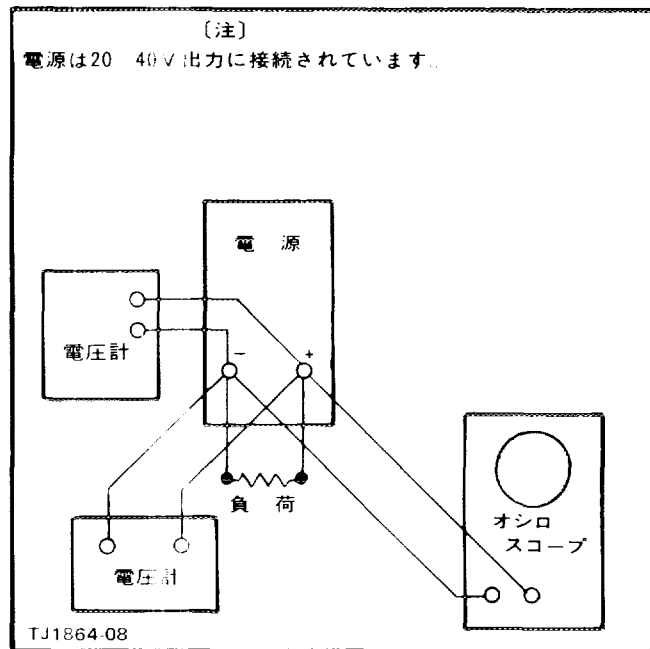 〔注〕
電源は20 40V出力に接続されています。
電源
電圧計
－ +
負荷
オシロ
スコープ
電圧計
TJ1864-08